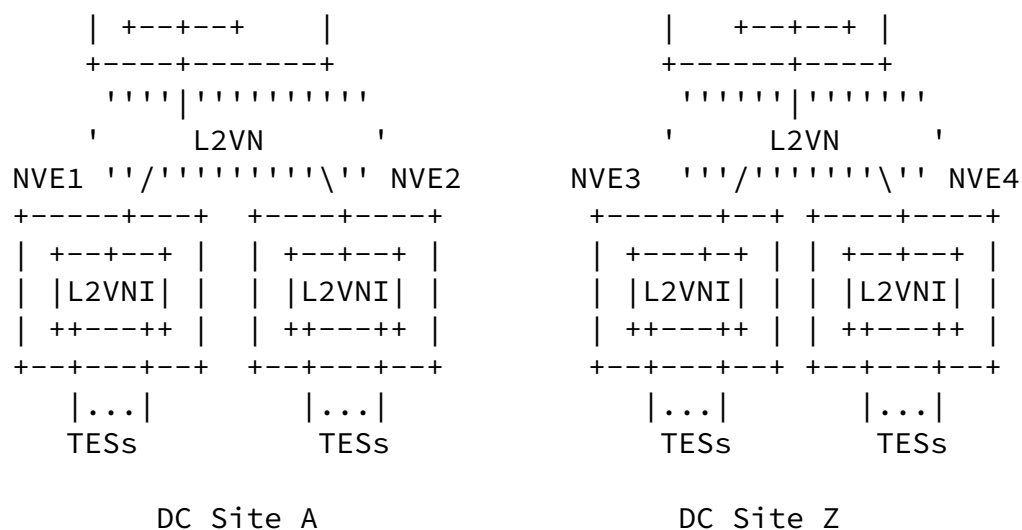 | +--+--+     |                     |    +--+--+ |
     +----+-------+                     +------+----+
      ''''|''''''''''                    ''''''|'''''''
     '      L2VN       '                '      L2VN      '
NVE1 ''/'''''''''\'' NVE2       NVE3  '''/'''''''\'' NVE4
+-----+---+  +----+----+         +------+--+ +----+----+
| +--+--+ |  | +--+--+ |         | +---+-+ | | +--+--+ |
| |L2VNI| |  | |L2VNI| |         | |L2VNI| | | |L2VNI| |
| ++---++ |  | ++---++ |         | ++---++ | | ++---++ |
+--+---+--+  +--+---+--+         +--+---+--+ +--+---+--+
   |...|           |...|               |...|       |...|
   TESs            TESs                TESs        TESs
DC Site A                  DC Site Z